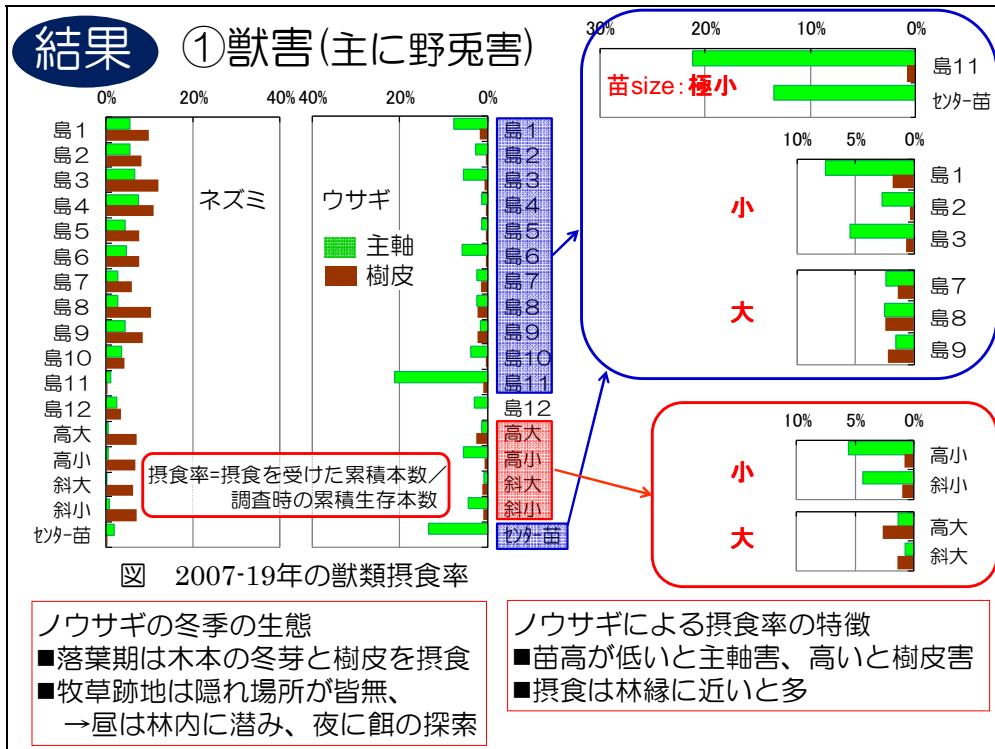 結果 ①獣害(主に野兎害)
0% 20% 40% 40% 20% 0%
島1
島2
島3
島4
島5
島6
島7
島8
島9
島10
島11
島12
高大
高小
斜大
斜小
センター苗
ネズミ ウサギ
主軸
樹皮
摂食率=摂食を受けた累積本数/
調査時の累積生存本数
島1
島2
島3
島4
島5
島6
島7
島8
島9
島10
島11
島12
高大
高小
斜大
斜小
センター苗
図 2007-19年の獣類摂食率
30% 20% 10% 0%
苗size:極小
島11
センター苗
10% 5% 0%
小
島1
島2
島3
大
島7
島8
島9
10% 5% 0%
小
高小
斜小
大
高大
斜大
ノウサギの冬季の生態
■落葉期は木本の冬芽と樹皮を摂食
■牧草跡地は隠れ場所が皆無、
→昼は林内に潜み、夜に餌の探索
ノウサギによる摂食率の特徴
■苗高が低いと主軸害、高いと樹皮害
■摂食は林縁に近いと多